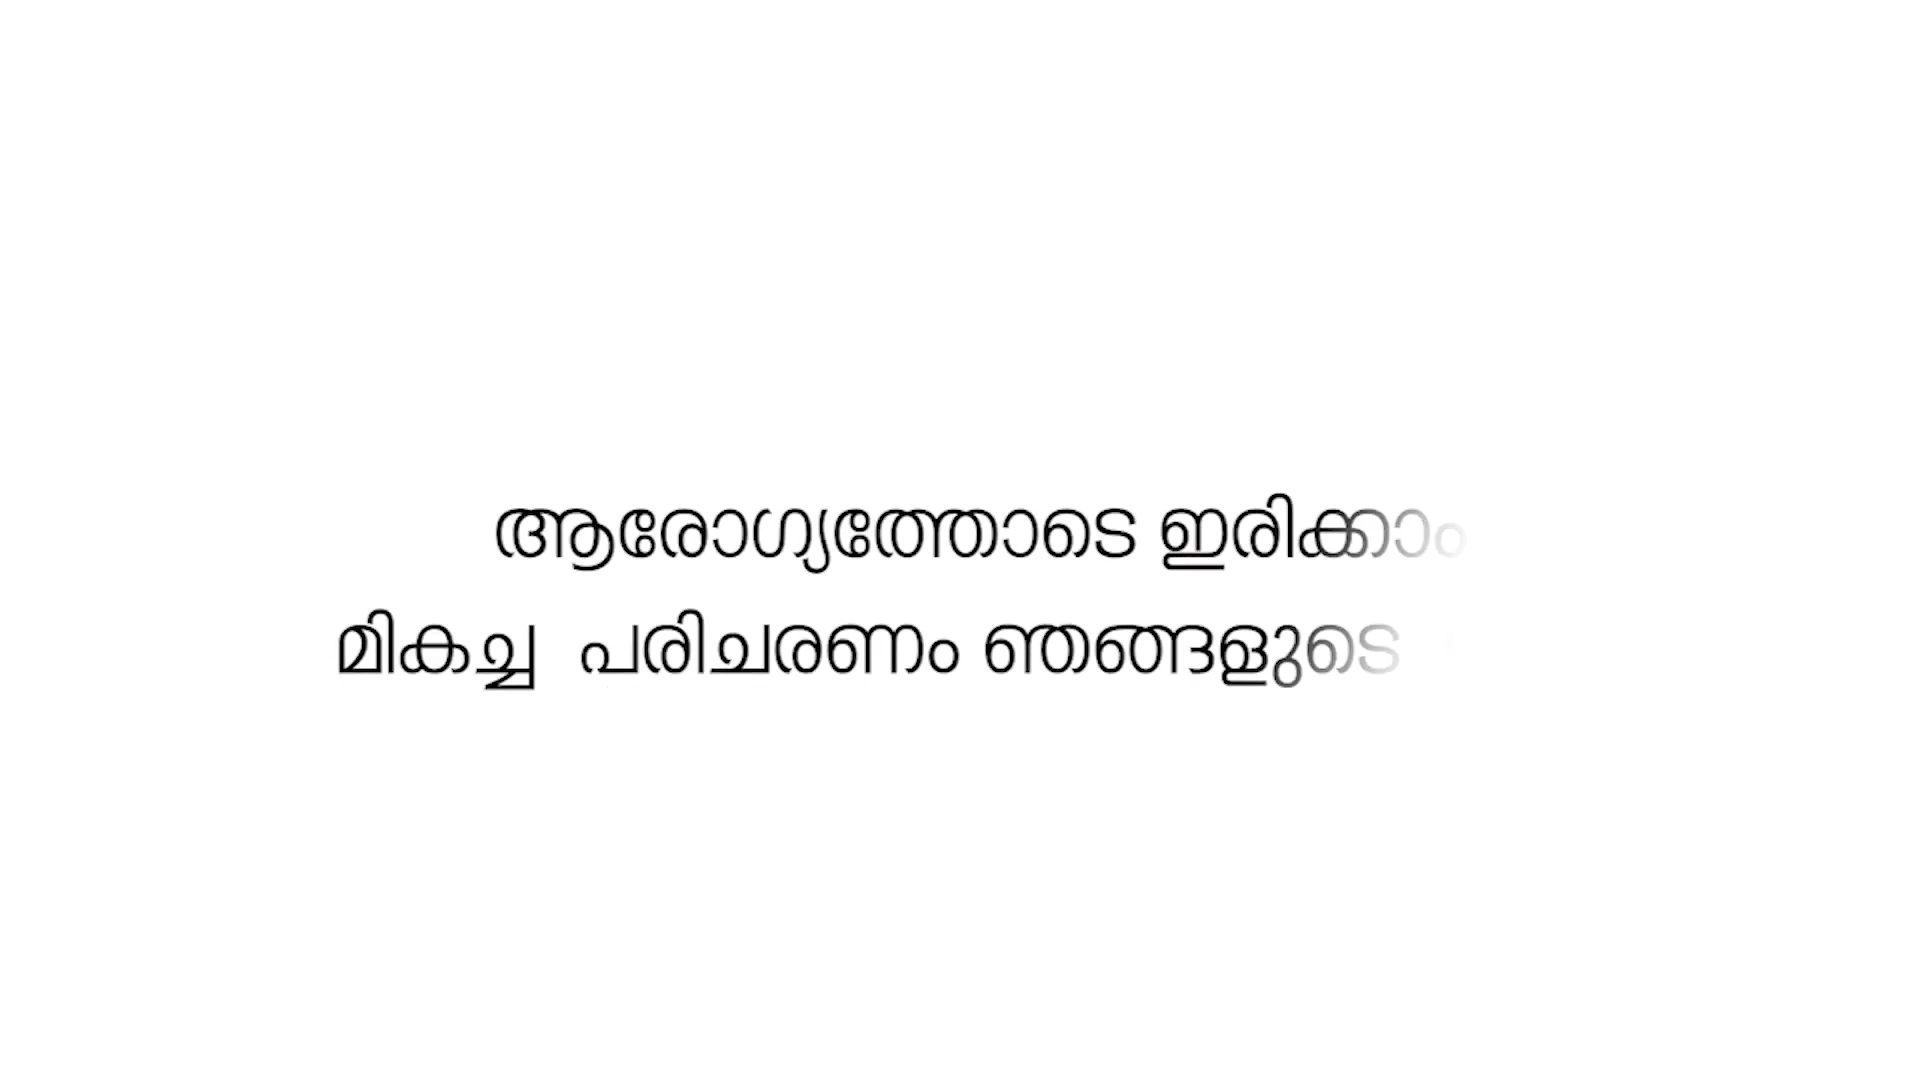 ആരോഗ്യത്തോടെ ഇരിക്കാം
മികച്ച പരിചരണം ഞങ്ങളുടെ